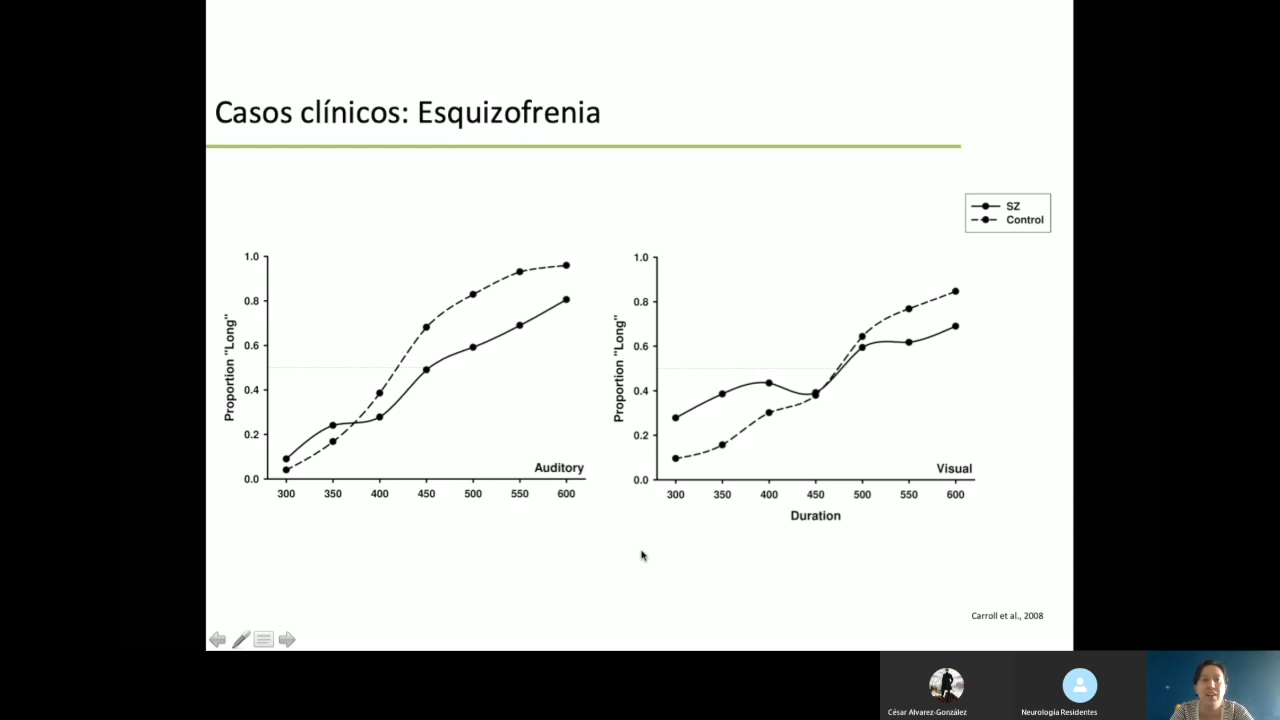 Casos clínicos: Esquizofrenia
SZ
Control
1.0
0.8
0.6
0.4
0.2
0.0
Proportion "Long"
300 350 400 450 500 550 600
Auditory
1.0
0.8
0.6
0.4
0.2
0.0
Proportion "Long"
300 350 400 450 500 550 600
Visual
Duration
Carroll et al., 2008
César Alvarez-González
Neurología Residentes